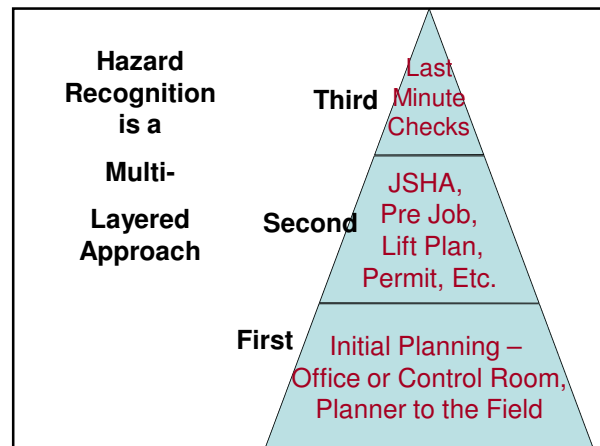 Hazard
Recognition
is a
Multi-
Layered
Approach
Third
Last
Minute
Checks
Second
JSHA,
Pre Job,
Lift Plan,
Permit, Etc.
First
Initial Planning –
Office or Control Room,
Planner to the Field